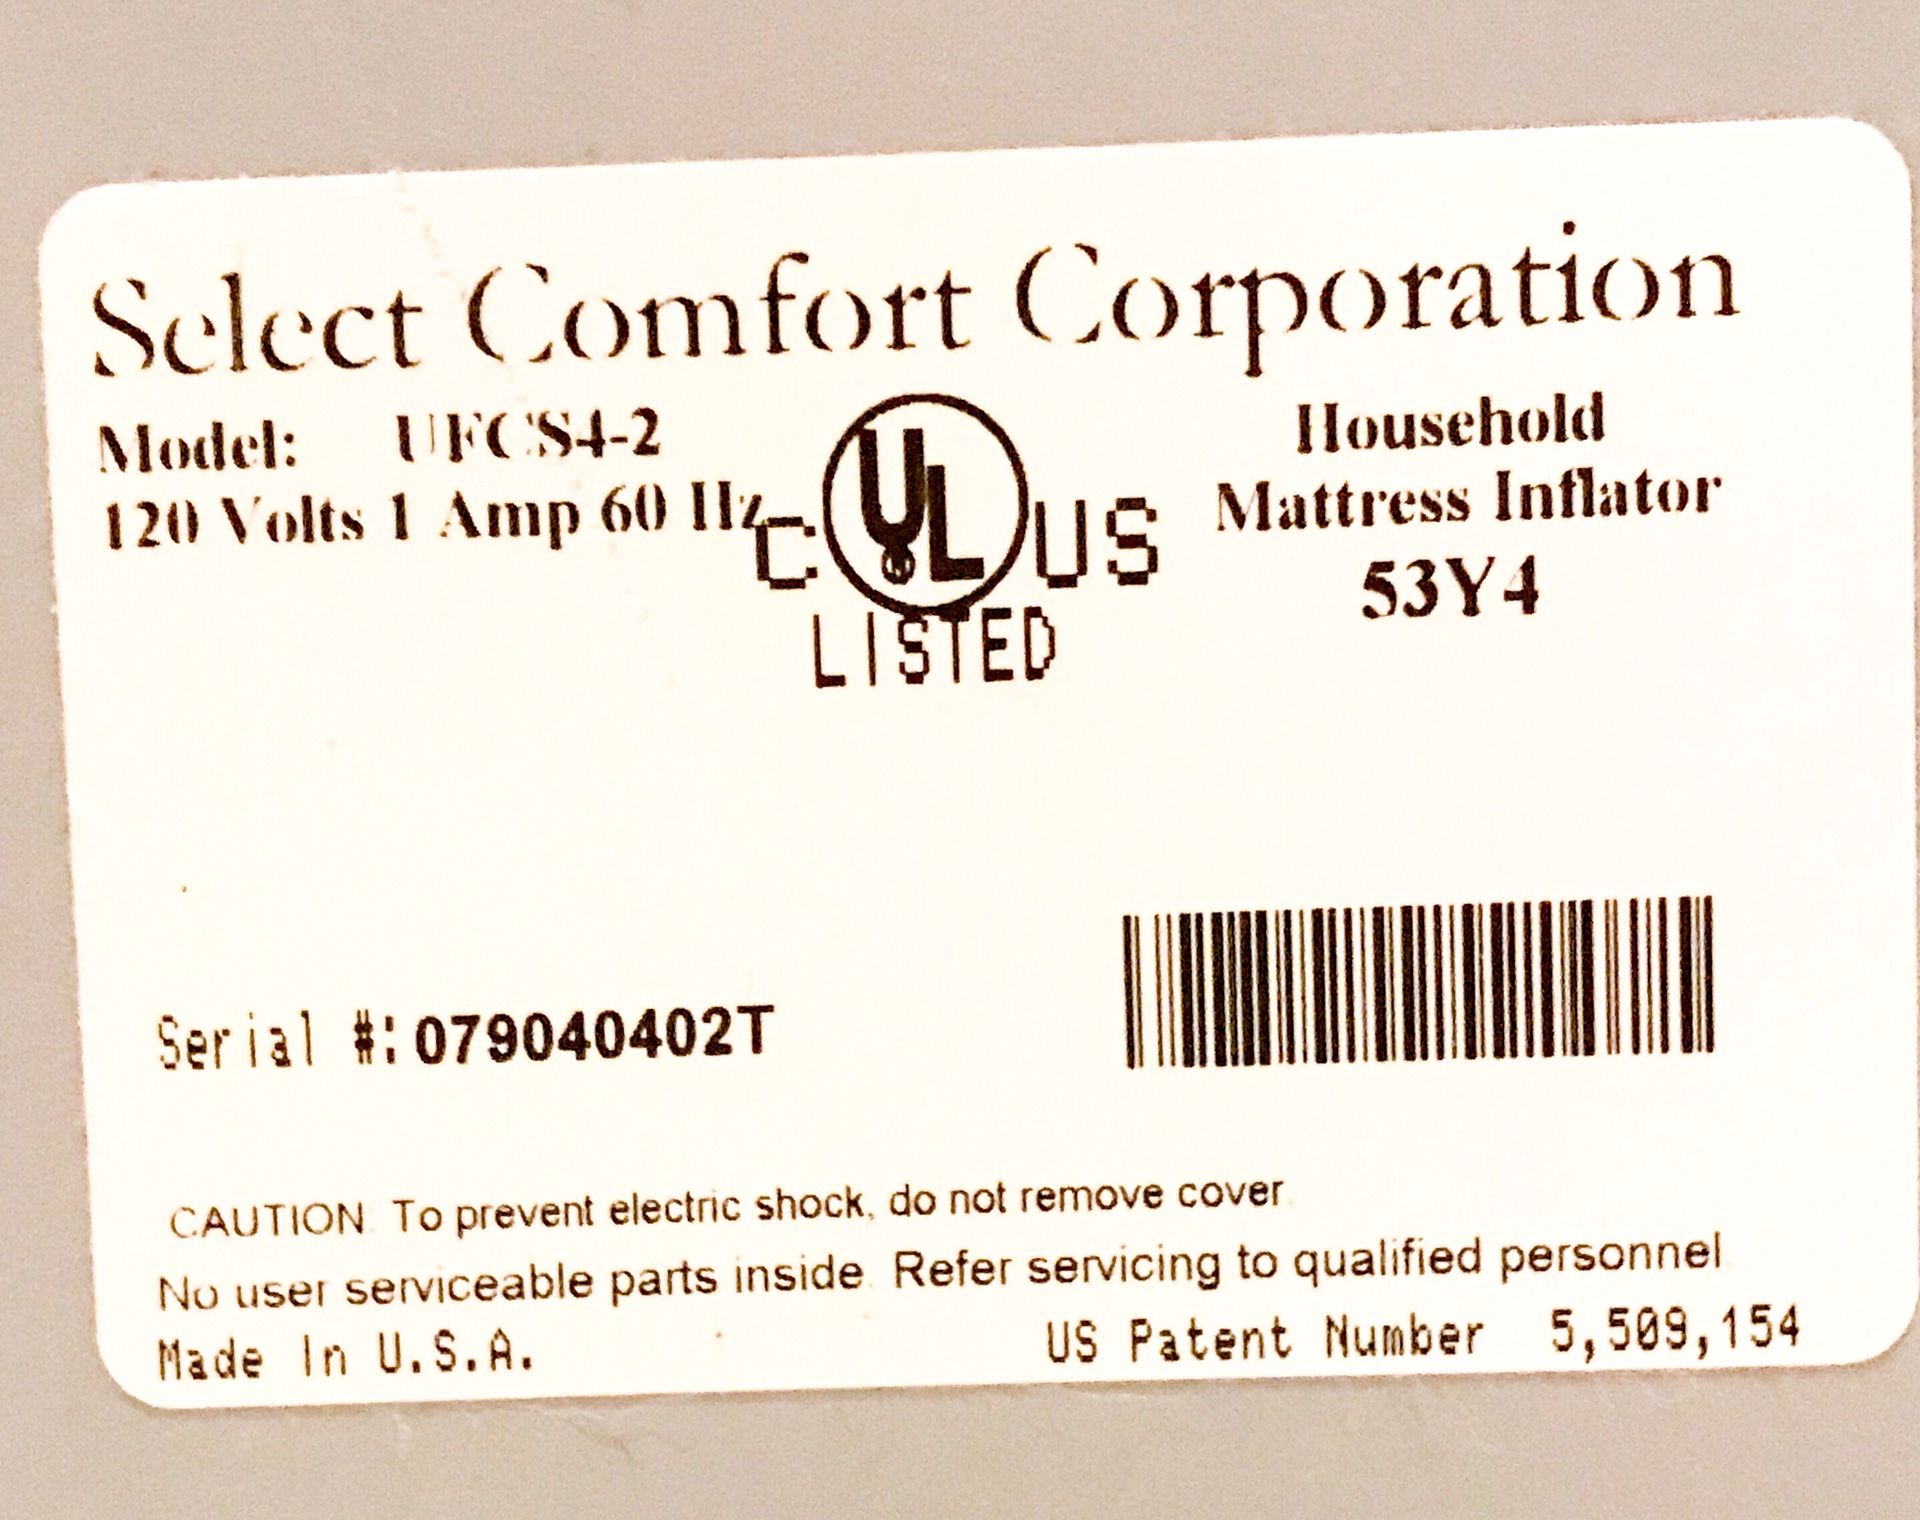 Select Comfort Corporation
Model: UFCS4-2
120 Volts 1 Amp 60 Hz
C UL US
LISTED
Household
Mattress Inflator
53Y4
Serial #: 079040402T
CAUTION To prevent electric shock, do not remove cover
No user serviceable parts inside Refer servicing to qualified personnel
Made In U.S.A. US Patent Number 5,509,154